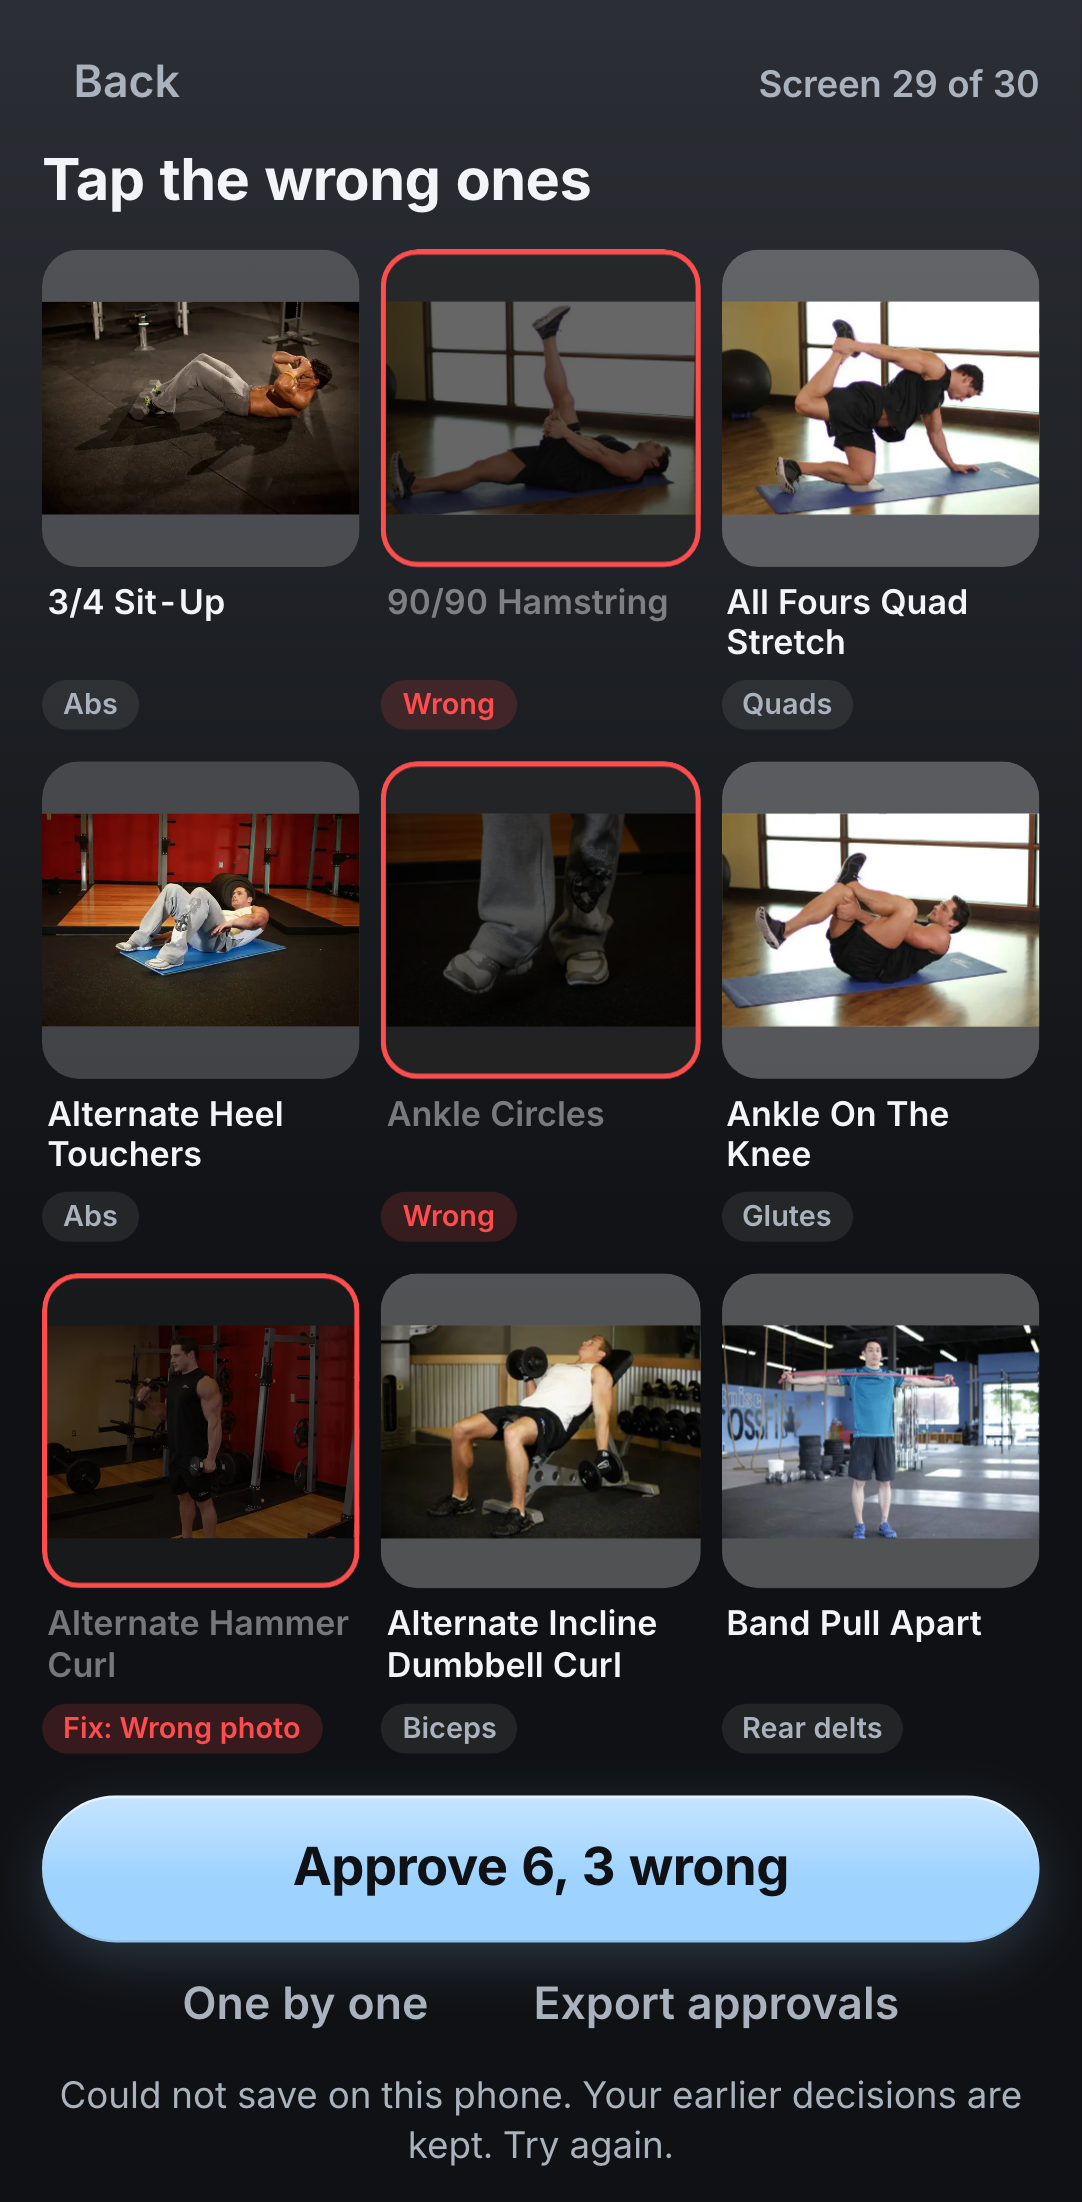 Back
Screen 29 of 30
Tap the wrong ones
3/4 Sit-Up
90/90 Hamstring
All Fours Quad
Stretch
Abs
Wrong
Quads
Alternate Heel
Touchers
Ankle Circles
Ankle On The
Knee
Abs
Wrong
Glutes
Alternate Hammer
Curl
Alternate Incline
Dumbbell Curl
Band Pull Apart
Fix: Wrong photo
Biceps
Rear delts
Approve 6, 3 wrong
One by one
Export approvals
Could not save on this phone. Your earlier decisions are
kept. Try again.